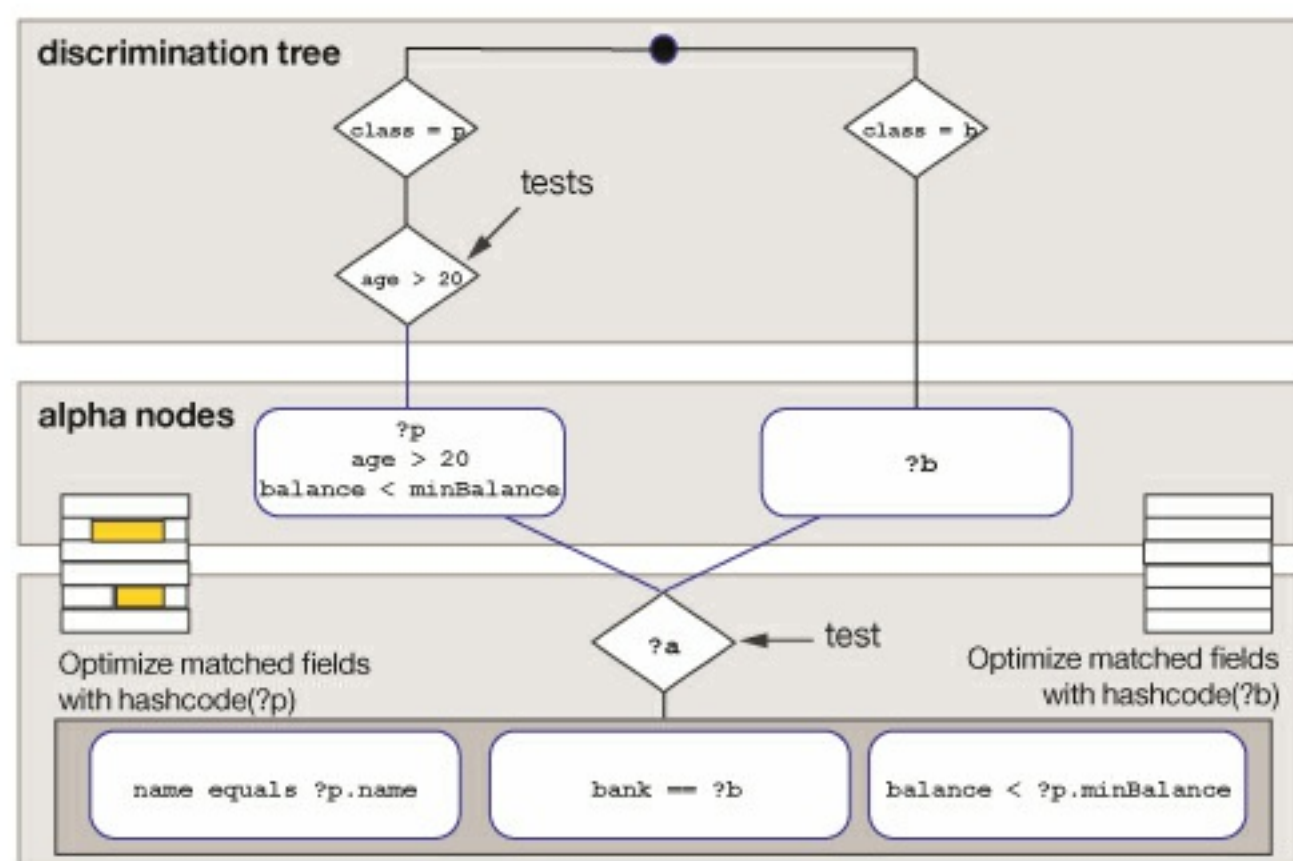 discrimination tree
class = p
class = b
tests
age > 20
alpha nodes
?p
age > 20
balance < minBalance
?b
?a
test
Optimize matched fields
with hashcode(?p)
Optimize matched fields
with hashcode(?b)
name equals ?p.name
bank == ?b
balance < ?p.minBalance